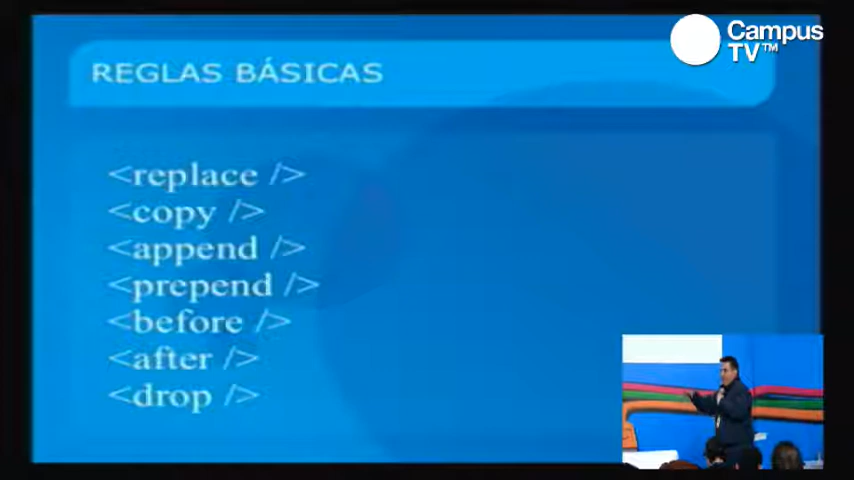 Campus
TV™
REGLAS BÁSICAS
<replace />
<copy />
<append />
<prepend />
<before />
<after />
<drop />